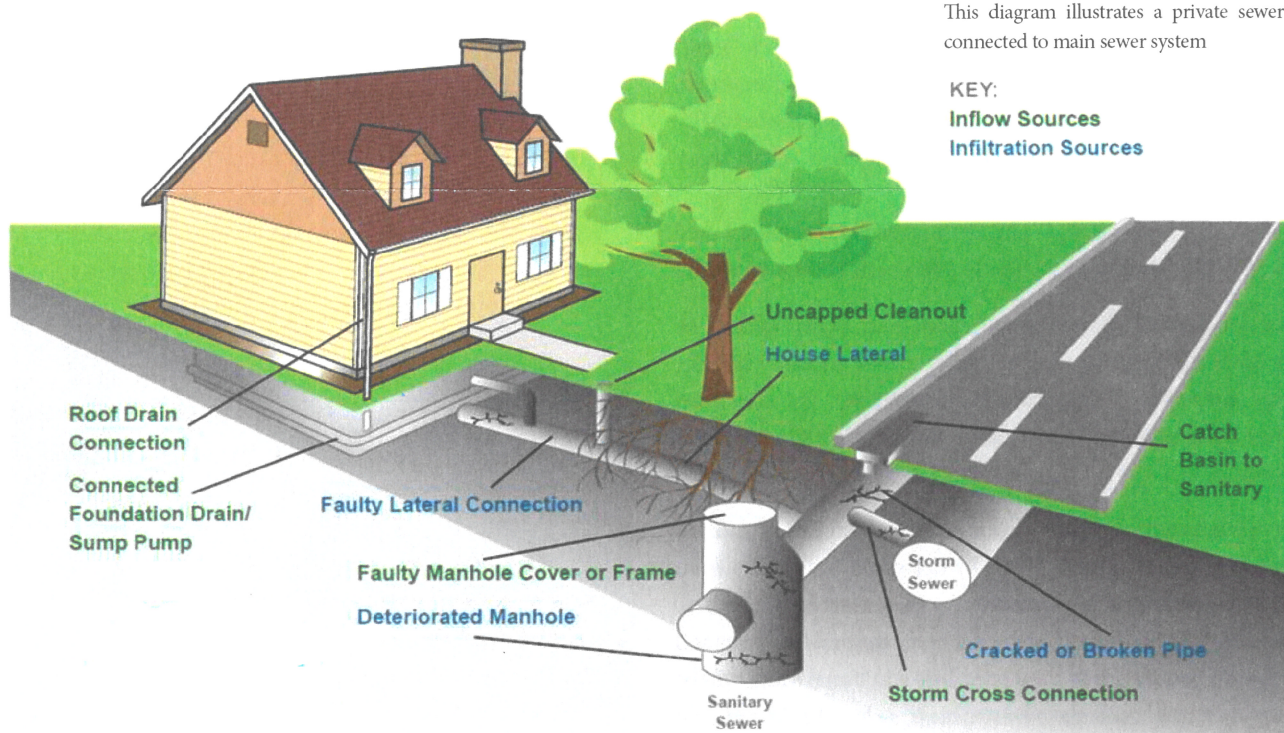 This diagram illustrates a private sewer
connected to main sewer system
KEY:
Inflow Sources
Infiltration Sources
Uncapped Cleanout
House Lateral
Roof Drain
Connection
Catch
Basin to
Sanitary
Connected
Foundation Drain/
Sump Pump
Faulty Lateral Connection
Faulty Manhole Cover or Frame
Storm
Sewer
Deteriorated Manhole
Cracked or Broken Pipe
Storm Cross Connection
Sanitary
Sewer